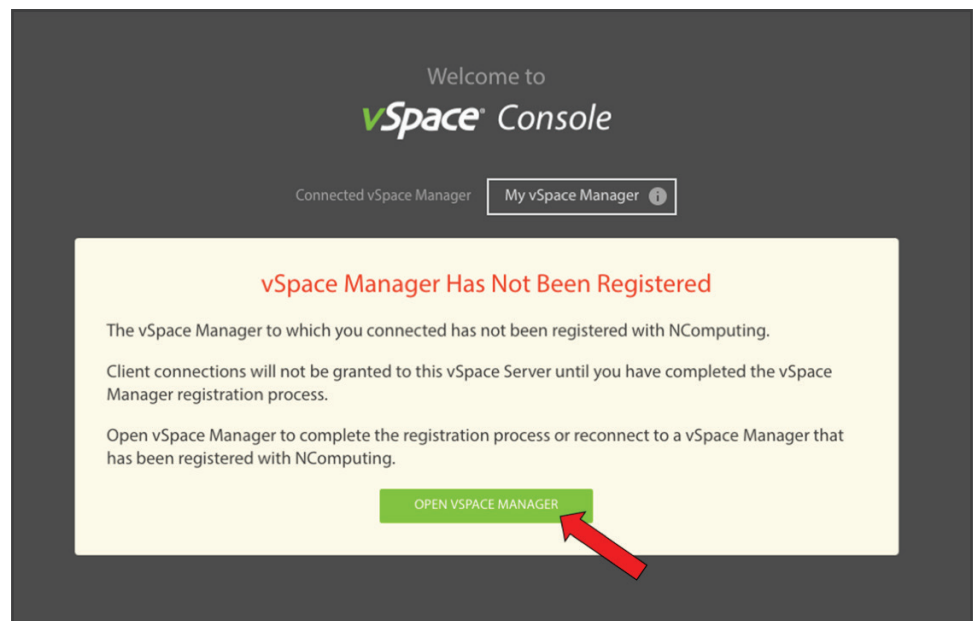 Welcome to
vSpace® Console
Connected vSpace Manager My vSpace Manager i
vSpace Manager Has Not Been Registered
The vSpace Manager to which you connected has not been registered with NComputing.
Client connections will not be granted to this vSpace Server until you have completed the vSpace
Manager registration process.
Open vSpace Manager to complete the registration process or reconnect to a vSpace Manager that
has been registered with NComputing.
OPEN VSPACE MANAGER